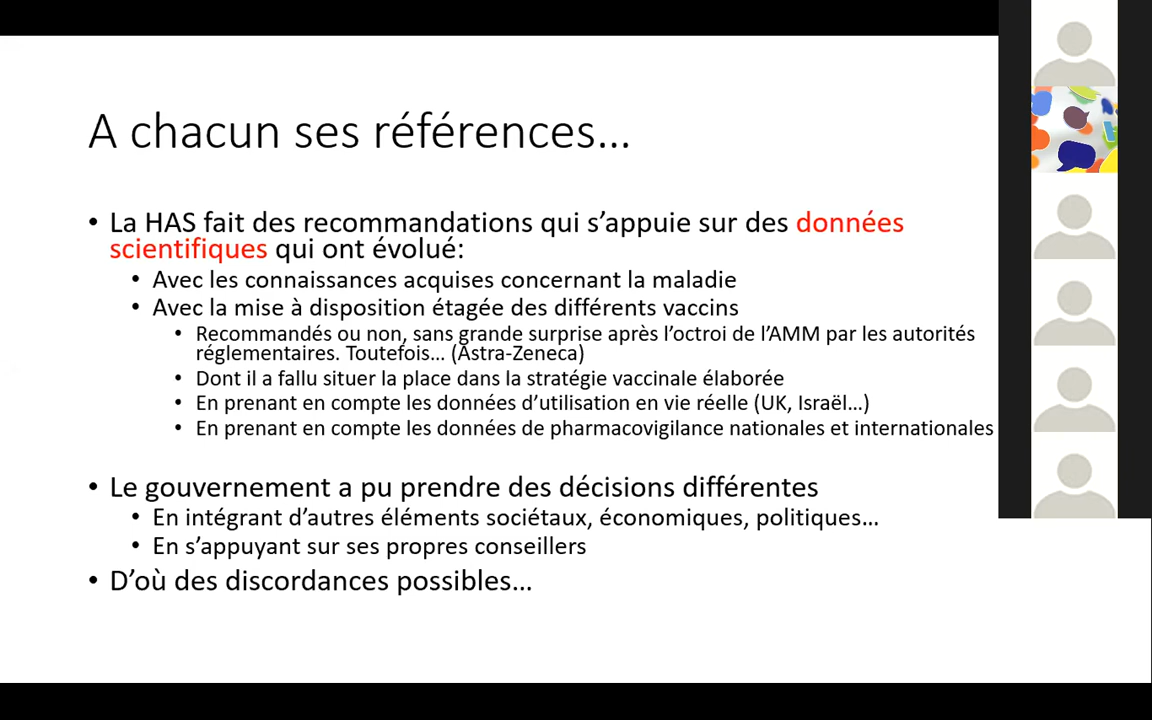 A chacun ses références…
• La HAS fait des recommandations qui s’appuie sur des données
scientifiques qui ont évolué:
• Avec les connaissances acquises concernant la maladie
• Avec la mise à disposition étagée des différents vaccins
• Recommandés ou non, sans grande surprise après l’octroi de l’AMM par les autorités
réglementaires. Toutefois… (Astra-Zeneca)
• Dont il a fallu situer la place dans la stratégie vaccinale élaborée
• En prenant en compte les données d’utilisation en vie réelle (UK, Israël…)
• En prenant en compte les données de pharmacovigilance nationales et internationales
• Le gouvernement a pu prendre des décisions différentes
• En intégrant d’autres éléments sociétaux, économiques, politiques…
• En s’appuyant sur ses propres conseillers
• D’où des discordances possibles…